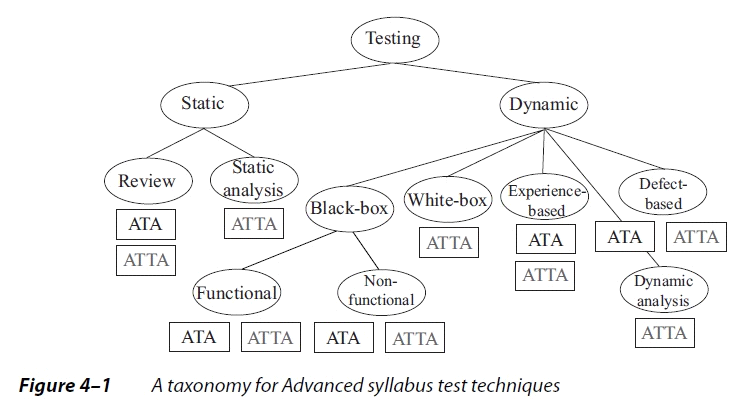 Testing
Static
Dynamic
Review
ATA
ATTA
Static
analysis
ATTA
Black-box
White-box
ATTA
Experience-
based
ATA
ATTA
Defect-
based
ATA
ATTA
Functional
ATA
ATTA
Non-
functional
ATA
ATTA
Dynamic
analysis
ATTA
Figure 4–1 A taxonomy for Advanced syllabus test techniques